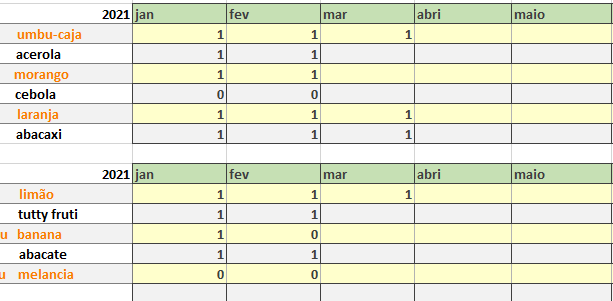 2021 jan fev mar abri maio
umbu-caja 1 1 1
acerola 1 1
morango 1 1
cebola 0 0
laranja 1 1 1
abacaxi 1 1 1
2021 jan fev mar abri maio
limão 1 1 1
tutty fruti 1 1
u banana 1 0
abacate 1 1
u melancia 0 0